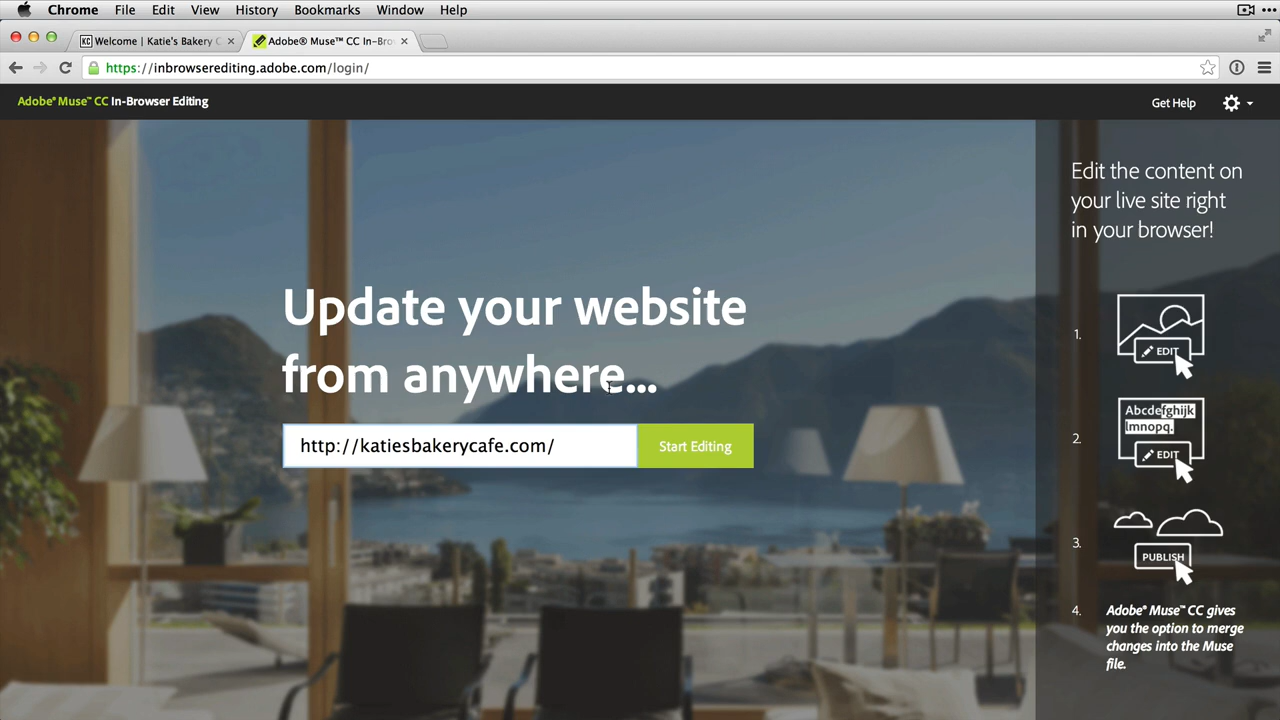 Chrome File Edit View History Bookmarks Window Help
KC Welcome | Katie's Bakery C
Adobe® Muse™ CC In-Bro
https://inbrowserediting.adobe.com/login/
Adobe® Muse™ CC In-Browser Editing
Get Help
Update your website
from anywhere...
http://katiesbakerycafe.com/
Start Editing
Edit the content on
your live site right
in your browser!
1.
EDIT
2.
Abcdefghijk
lmnopq.
EDIT
3.
PUBLISH
4.
Adobe® Muse™ CC gives
you the option to merge
changes into the Muse
file.